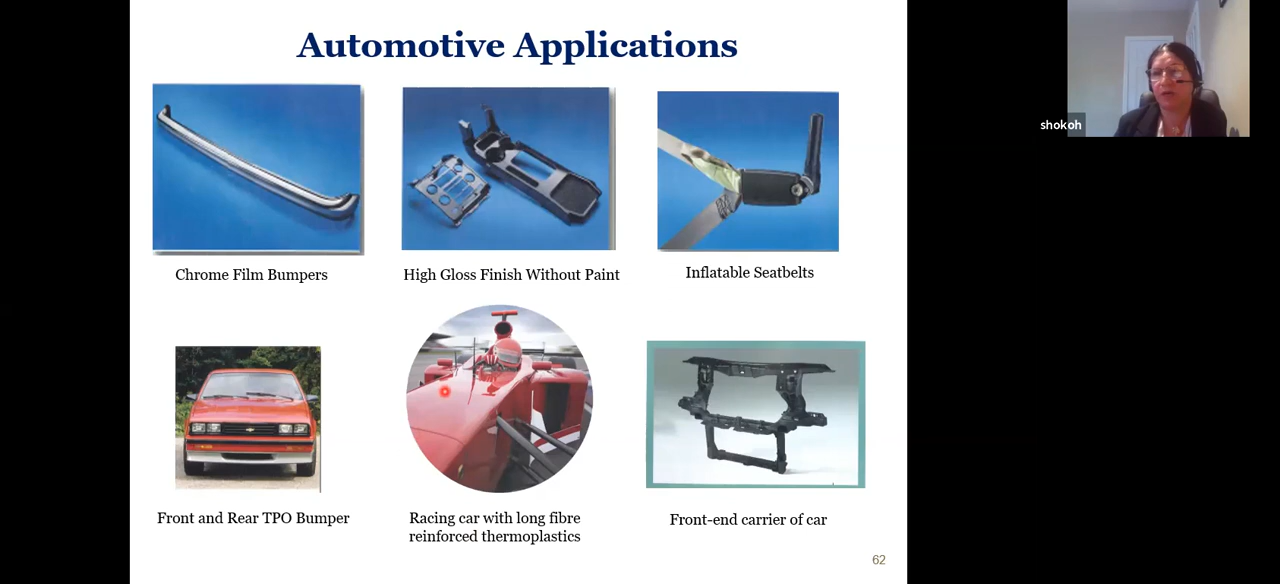 Automotive Applications
shokoh
Chrome Film Bumpers
High Gloss Finish Without Paint
Inflatable Seatbelts
Front and Rear TPO Bumper
Racing car with long fibre
reinforced thermoplastics
Front-end carrier of car
62